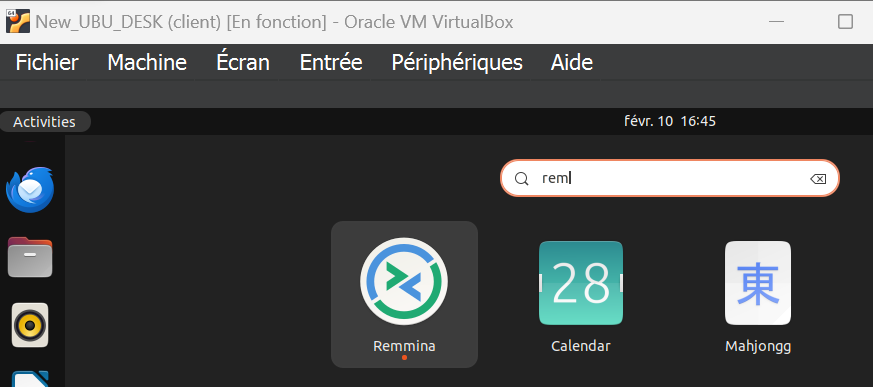 New_UBU_DESK (client) [En fonction] - Oracle VM VirtualBox
Fichier Machine Écran Entrée Périphériques Aide
Activities févr. 10 16:45
rem
28 東
Remmina Calendar Mahjongg